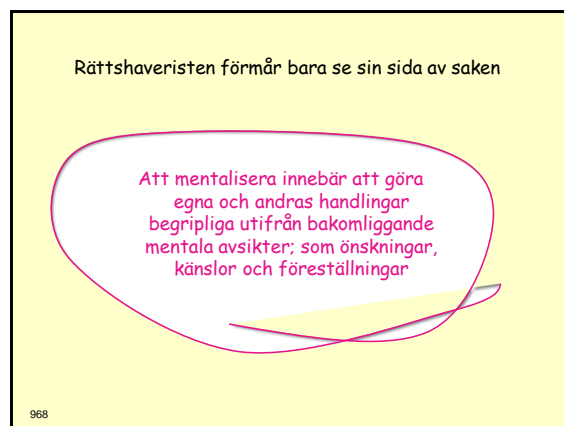 Rättshaveristen förmår bara se sin sida av saken
Att mentalisera innebär att göra
egna och andras handlingar
begripliga utifrån bakomliggande
mentala avsikter; som önskningar,
känslor och föreställningar
968